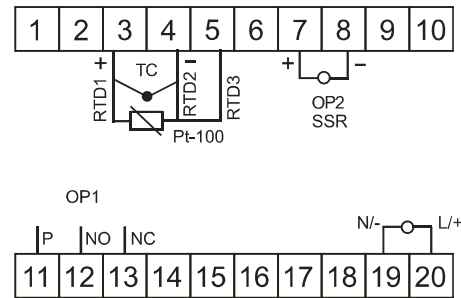 1 2 3 4 5 6 7 8 9 10
+ TC - + -
RTD1 RTD2 RTD3
OP2
SSR
Pt-100
OP1
N/- L/+
P NO NC
11 12 13 14 15 16 17 18 19 20